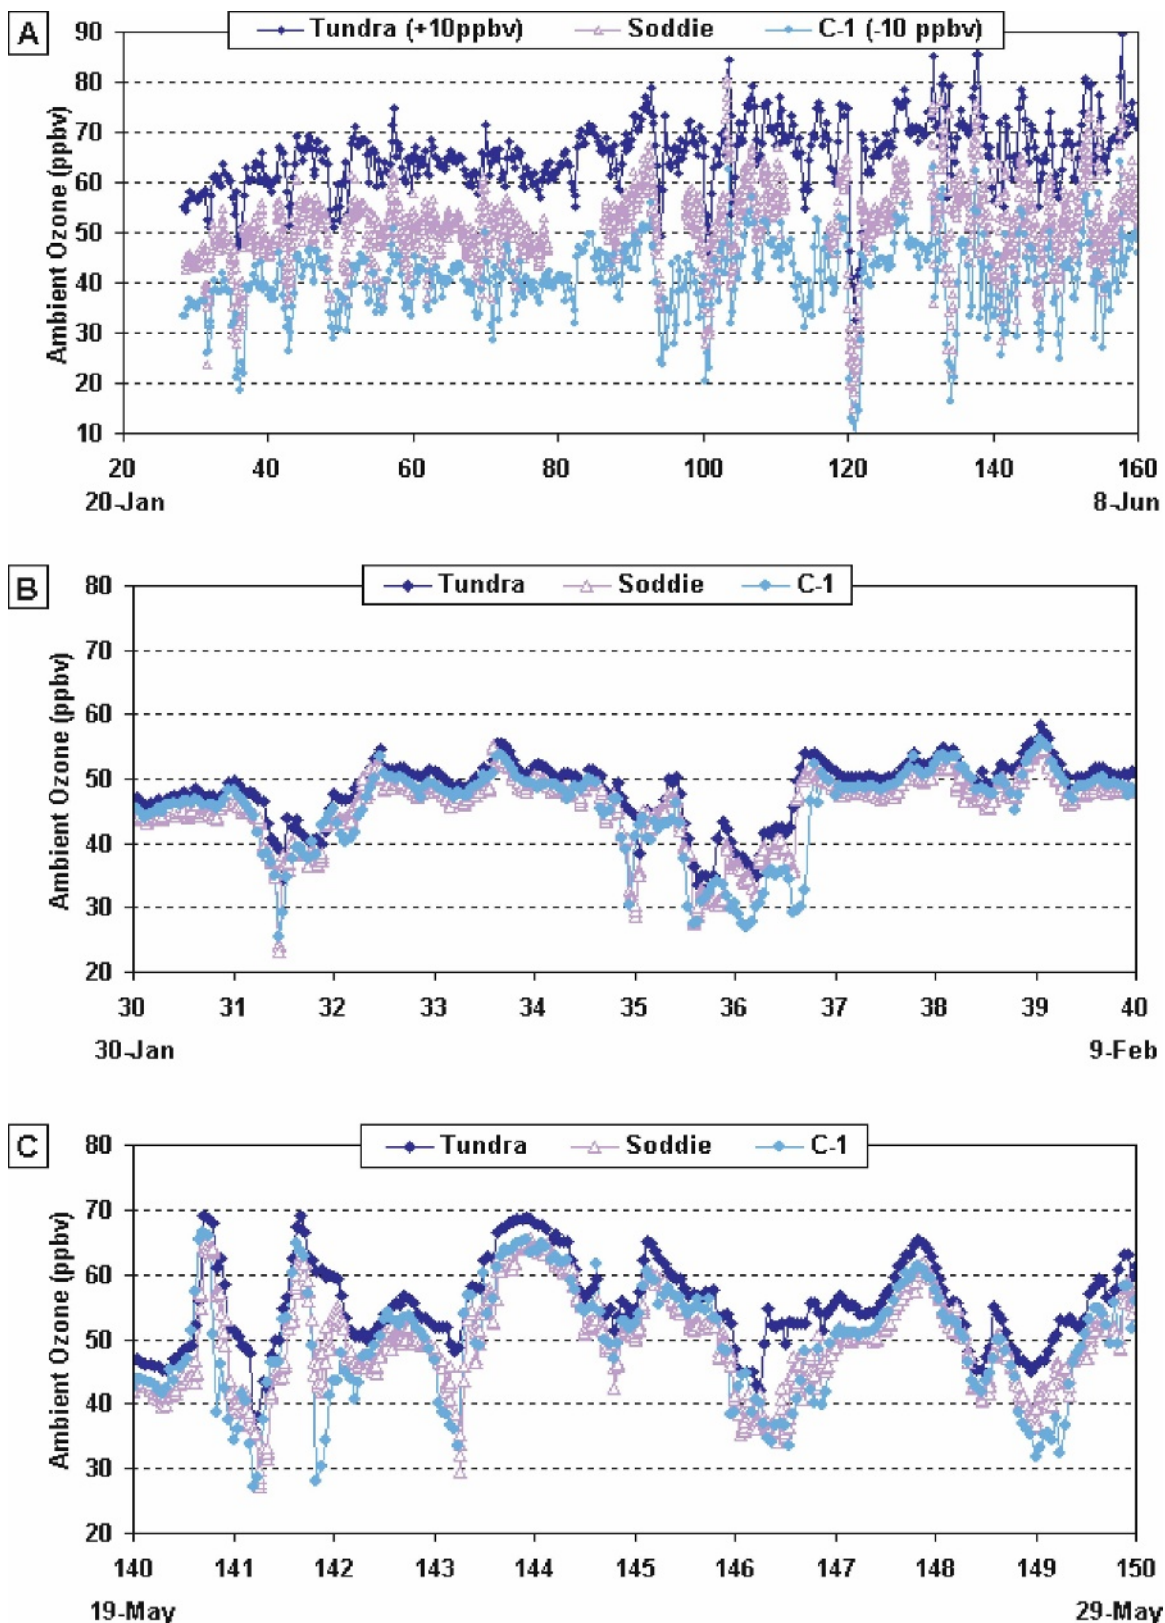 A
Tundra (+10ppbv) Soddie C-1 (-10 ppbv)
Ambient Ozone (ppbv)
90
80
70
60
50
40
30
20
10
20 40 60 80 100 120 140 160
20-Jan 8-Jun
B
Tundra Soddie C-1
Ambient Ozone (ppbv)
80
70
60
50
40
30
20
30 31 32 33 34 35 36 37 38 39 40
30-Jan 9-Feb
C
Tundra Soddie C-1
Ambient Ozone (ppbv)
80
70
60
50
40
30
20
140 141 142 143 144 145 146 147 148 149 150
19-May 29-May